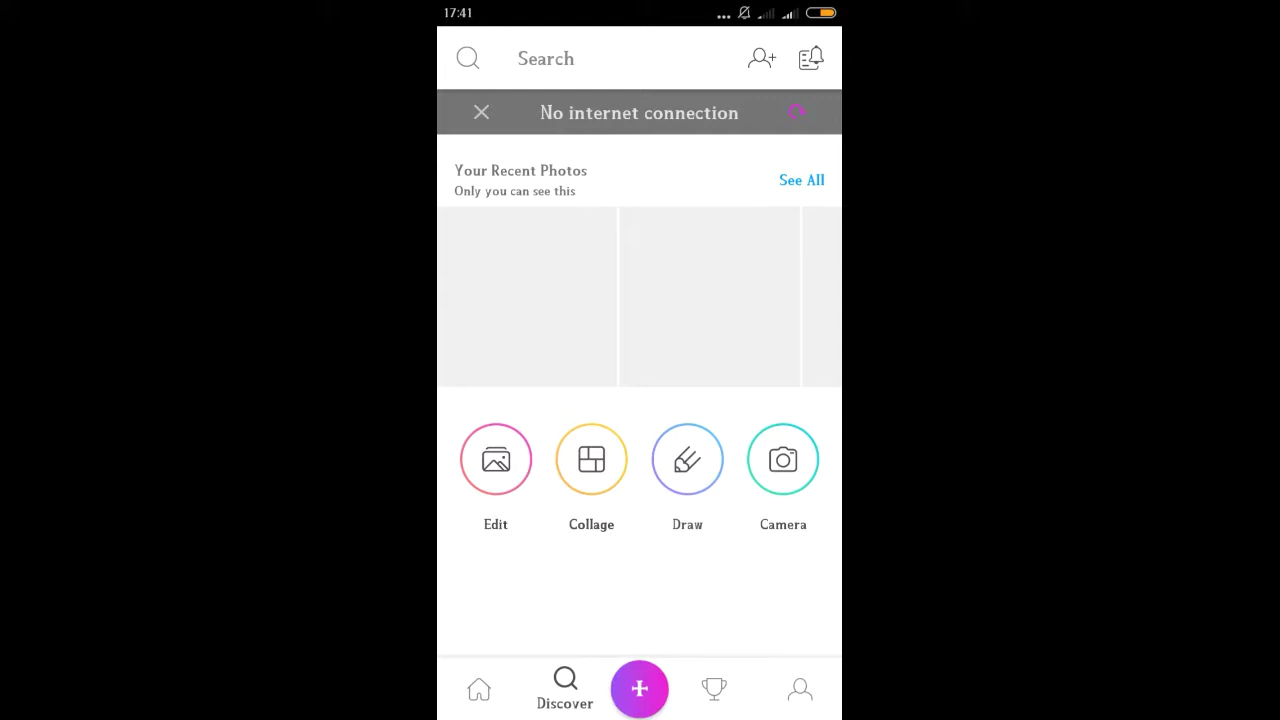 17:41
Search
No internet connection
Your Recent Photos
Only you can see this
See All
Edit
Collage
Draw
Camera
Discover